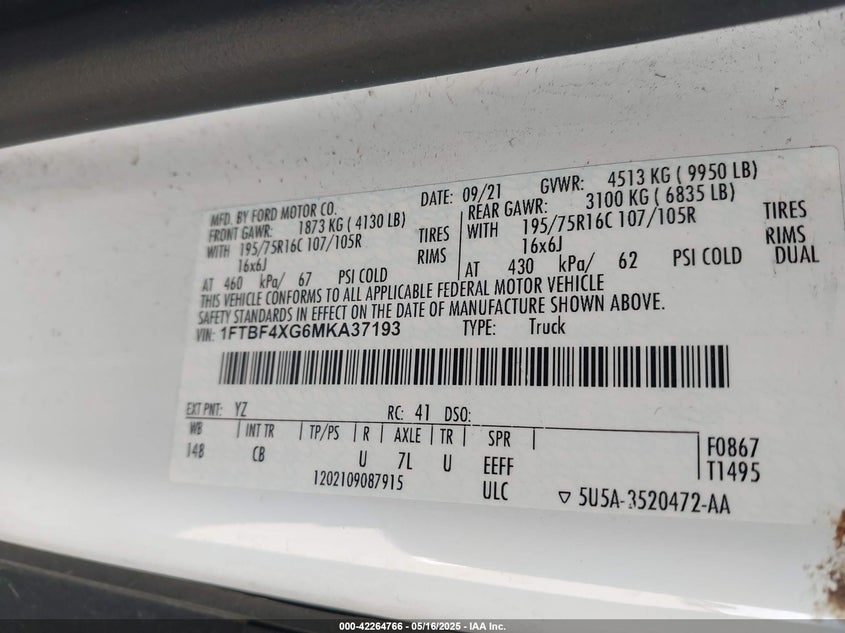 MFD. BY FORD MOTOR CO. DATE: 09/21 GVWR: 4513 KG ( 9950 LB)
FRONT GAWR: 1873 KG ( 4130 LB) REAR GAWR: 3100 KG ( 6835 LB)
WITH 195/75R16C 107/105R TIRES WITH 195/75R16C 107/105R TIRES
16x6J RIMS 16x6J RIMS
AT 460 kPa/ 67 PSI COLD AT 430 kPa/ 62 PSI COLD DUAL
THIS VEHICLE CONFORMS TO ALL APPLICABLE FEDERAL MOTOR VEHICLE
SAFETY STANDARDS IN EFFECT ON THE DATE OF MANUFACTURE SHOWN ABOVE.
VIN: 1FTBF4XG6MKA37193 TYPE: Truck
EXT PNT: YZ RC: 41 DSO:
WB INT TR TP/PS R AXLE TR SPR F0867
148 CB U 7L U EEFF T1495
1202109087915 ULC ▽ 5U5A-3520472-AA
000-42264766 - 05/16/2025 - IAA Inc.